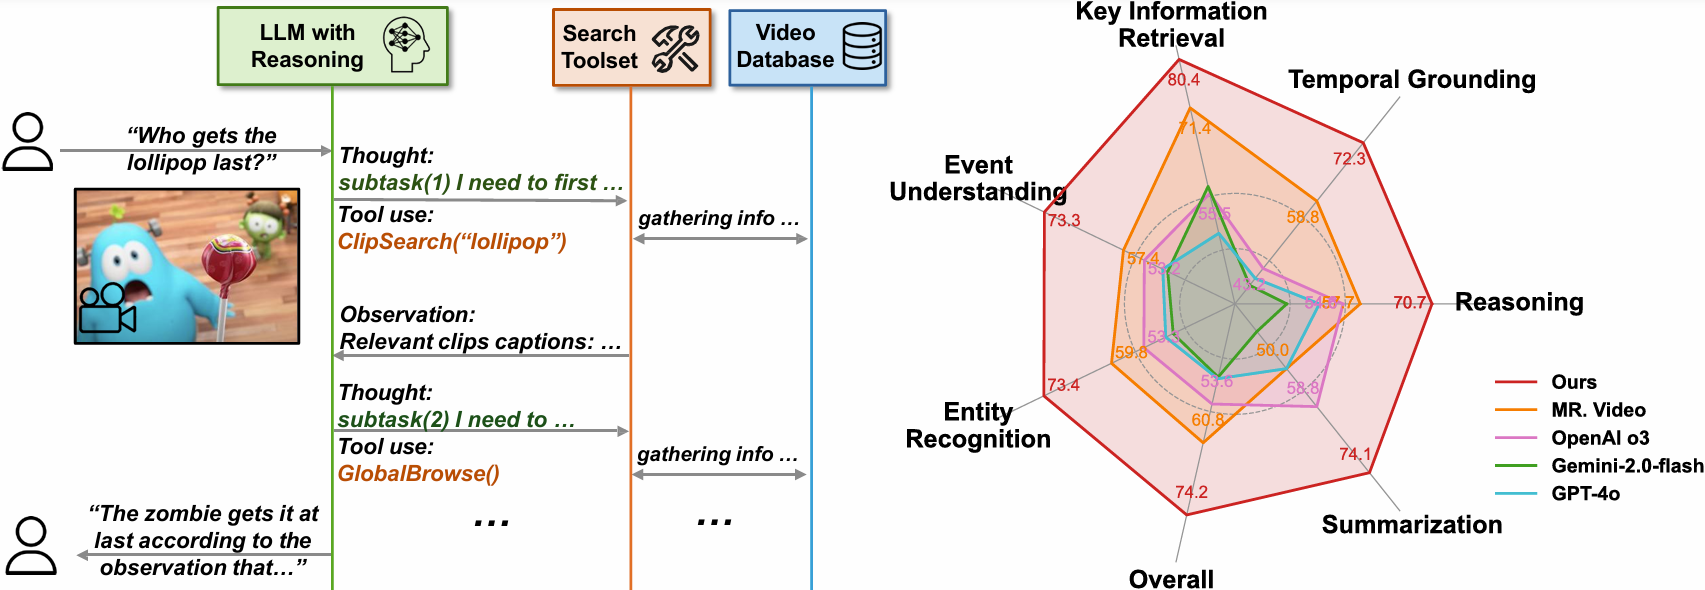 LLM with
Reasoning
Search
Toolset
Video
Database
“Who gets the
lollipop last?”
Thought:
subtask(1) I need to first …
Tool use:
ClipSearch(“lollipop”)
gathering info …
Observation:
Relevant clips captions: …
Thought:
subtask(2) I need to …
Tool use:
GlobalBrowse()
gathering info …
“The zombie gets it at
last according to the
observation that…”
…
…
Key Information
Retrieval
80.4
Temporal Grounding
71.4
72.3
Event
Understanding
73.3
55.5
58.8
57.4
53.2
43.2
57.7
70.7
Reasoning
59.8
50.0
73.4
53.6
58.8
Entity
Recognition
60.8
74.1
74.2
Summarization
Overall
Ours
MR. Video
OpenAI o3
Gemini-2.0-flash
GPT-4o